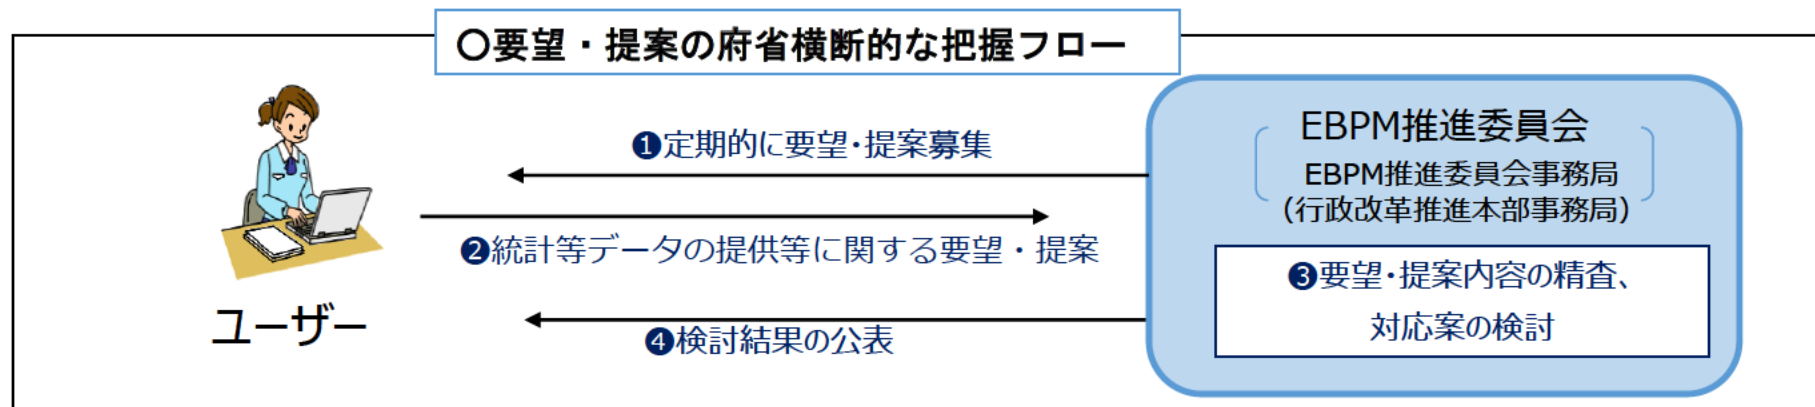 〇要望・提案の府省横断的な把握フロー
❶定期的に要望・提案募集
❷統計等データの提供等に関する要望・提案
❹検討結果の公表
ユーザー
EBPM推進委員会
EBPM推進委員会事務局
（行政改革推進本部事務局）
❸要望・提案内容の精査、
対応案の検討